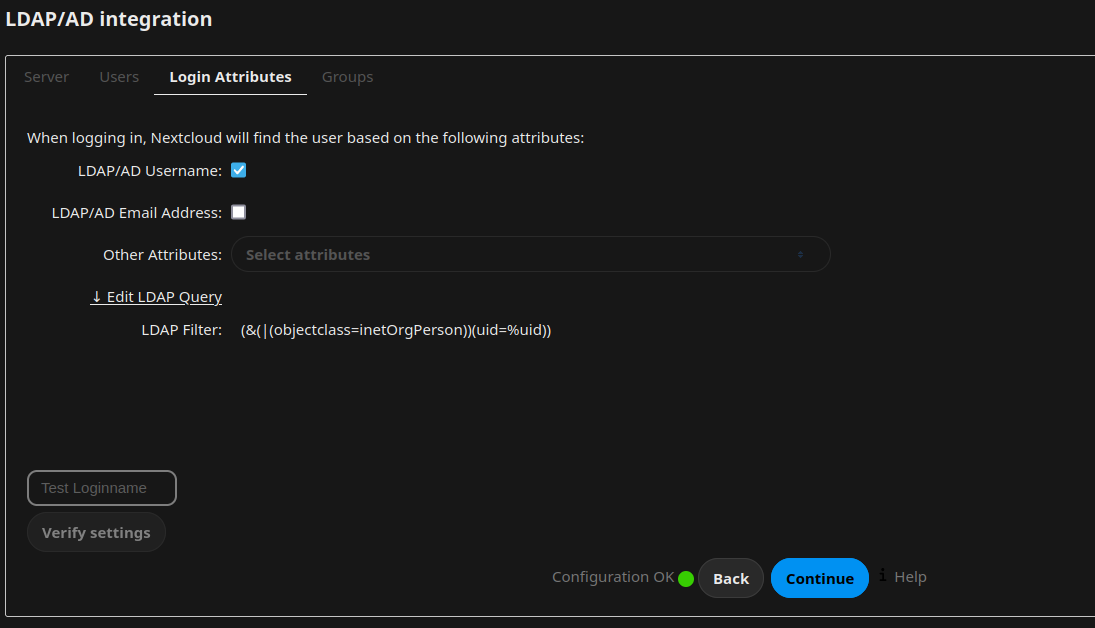 LDAP/AD integration
Server Users Login Attributes Groups
When logging in, Nextcloud will find the user based on the following attributes:
LDAP/AD Username:
LDAP/AD Email Address:
Other Attributes: Select attributes
↓ Edit LDAP Query
LDAP Filter: (&(|(objectclass=inetOrgPerson))(uid=%uid))
Test Loginname
Verify settings
Configuration OK Back Continue i Help